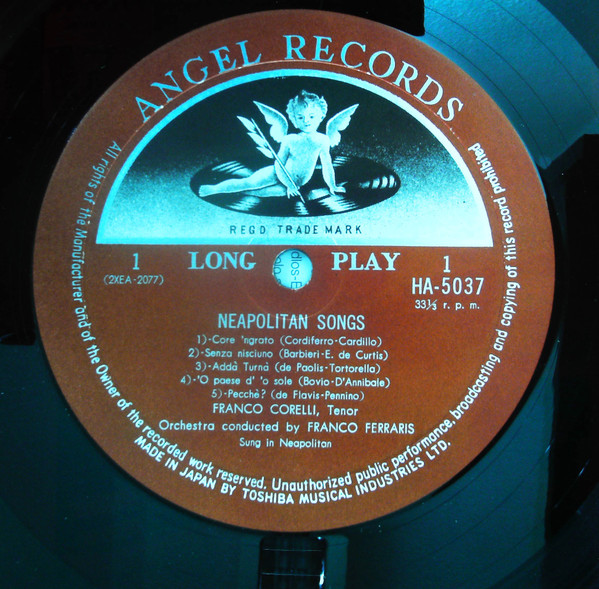 ANGEL RECORDS
REGD TRADE MARK
1 LONG PLAY 1
(2XEA-2077) HA-5037
33⅓ r. p. m.
NEAPOLITAN SONGS
1)-Core 'ngrato (Cordiferro-Cardillo)
2)-Senza nisciuno (Barbieri-E. de Curtis)
3)-Addà Turnà (de Paolis-Tortorella)
4)-'O paese d' 'o sole (Bovio-D'Annibale)
5)-Pecchè? (de Flavis-Pennino)
FRANCO CORELLI, Tenor
Orchestra conducted by FRANCO FERRARIS
Sung in Neapolitan
All rights of the Manufacturer and of the Owner of the recorded work reserved. Unauthorized public performance, broadcasting and copying of this record prohibited
MADE IN JAPAN BY TOSHIBA MUSICAL INDUSTRIES LTD.